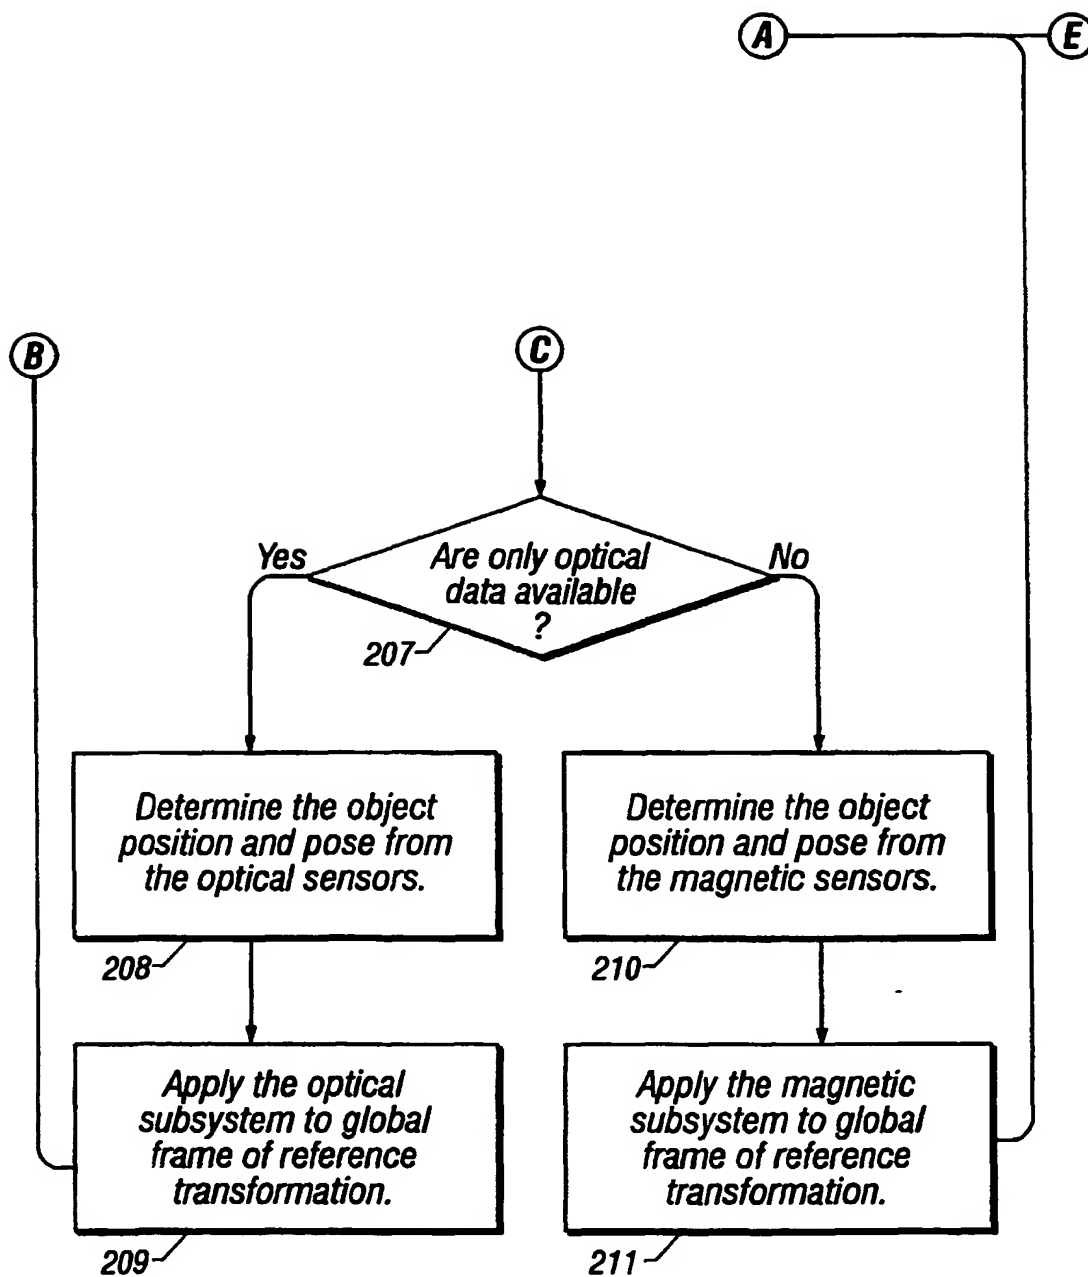 A
E
B
C
Yes
Are only optical
data available
?
No
207
Determine the object
position and pose from
the optical sensors.
208
Determine the object
position and pose from
the magnetic sensors.
210
Apply the optical
subsystem to global
frame of reference
transformation.
209
Apply the magnetic
subsystem to global
frame of reference
transformation.
211